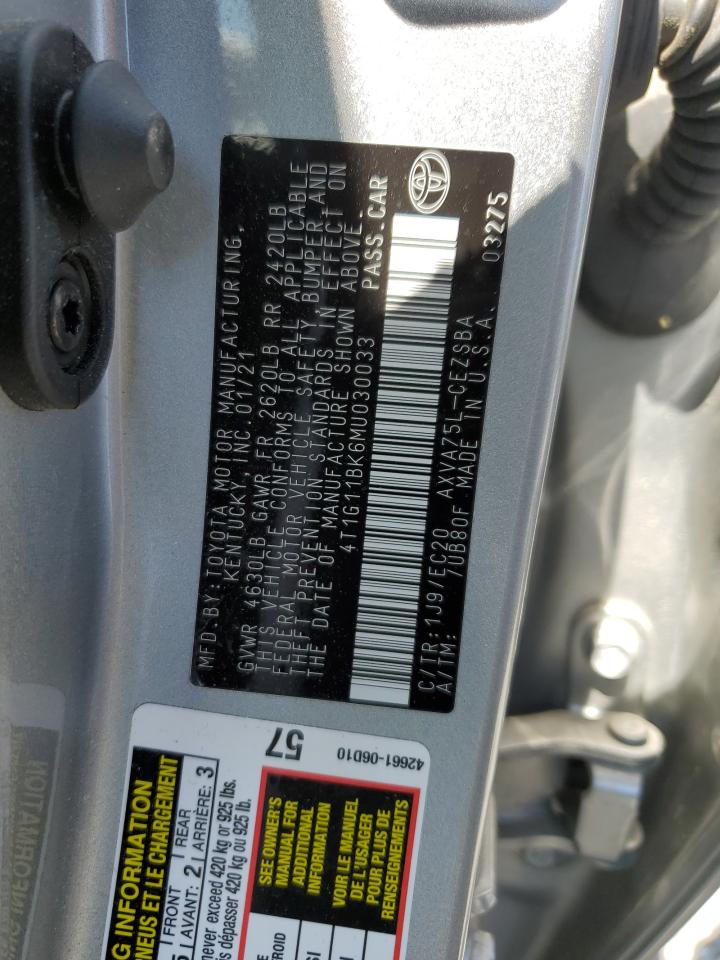 MFD. BY: TOYOTA MOTOR MANUFACTURING,
KENTUCKY, INC. 01/21
GVWR 4630LB GAWR FR 2620LB RR 2420LB
THIS VEHICLE CONFORMS TO ALL APPLICABLE
FEDERAL MOTOR VEHICLE SAFETY, BUMPER AND
THEFT PREVENTION STANDARDS IN EFFECT ON
THE DATE OF MANUFACTURE SHOWN ABOVE.
4T1G11BK6MU030033 PASS CAR
C/TR: 1J9/EC20 AXVA75L-CEZSBA
A/TM: /UB80F MADE IN U.S.A. 03275
57
42661-06D10
INFORMATION
ET LE CHARGEMENT
FRONT REAR
AVANT: 2 ARRIÈRE: 3
never exceed 420 kg or 925 lbs.
dépasser 420 kg ou 925 lb.
SEE OWNER'S
MANUAL FOR
ADDITIONAL
INFORMATION
VOIR LE MANUEL
DE L'USAGER
POUR PLUS DE
RENSEIGNEMENTS